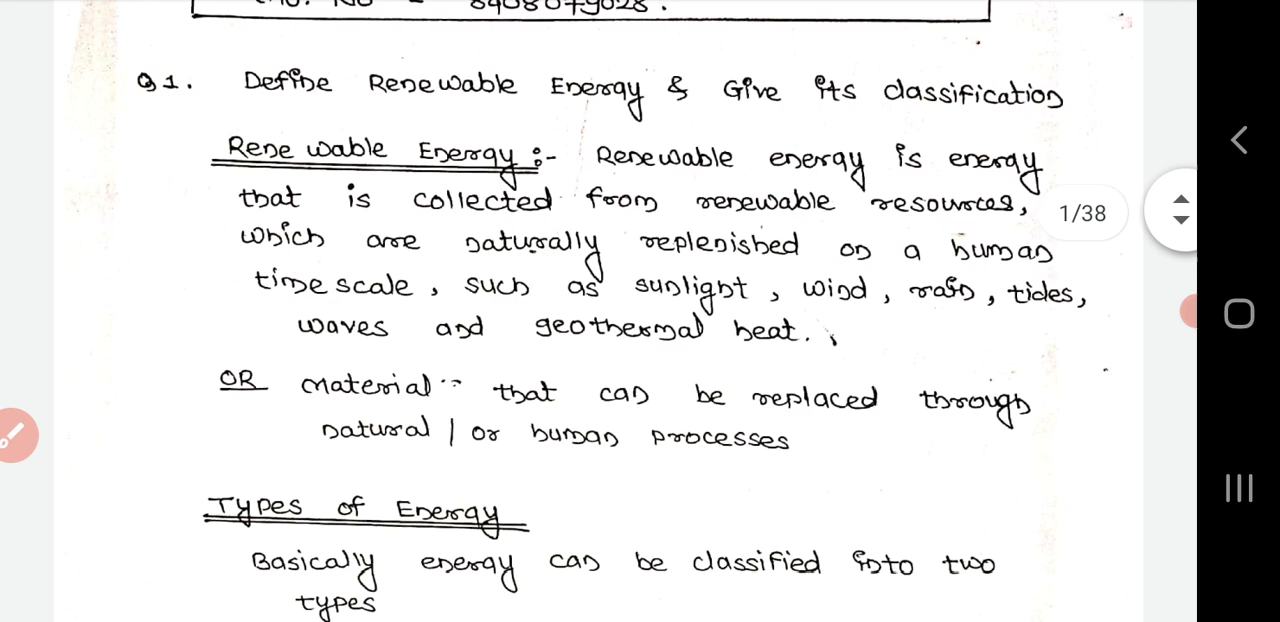 Q1. Define Renewable Energy & Give its classification
Renewable Energy :- Renewable energy is energy
that is collected from renewable resources,
1/38
which are naturally replenished on a human
timescale, such as sunlight, wind, rain, tides,
waves and geothermal heat.
OR Material that can be replaced through
natural / or human processes
Types of Energy
Basically energy can be classified into two
types